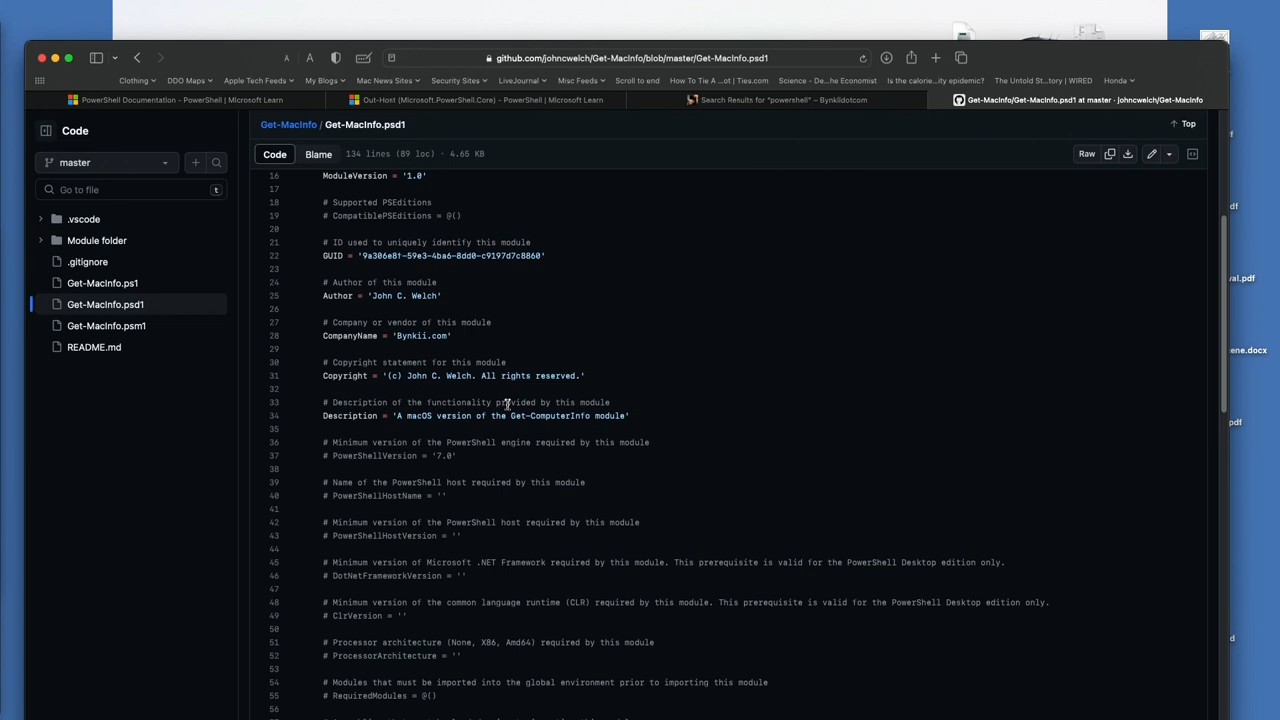 github.com/johncwelch/Get-MacInfo/blob/master/Get-MacInfo.psd1
Clothing DDO Maps Apple Tech Feeds My Blogs Mac News Sites Security Sites LiveJournal Misc Feeds Scroll to end How To Tie A ...ot | Ties.com Science - De...he Economist Is the calorie...ity epidemic? The Untold St...tory | WIRED Honda
PowerShell Documentation - PowerShell | Microsoft Learn
Out-Host (Microsoft.PowerShell.Core) - PowerShell | Microsoft Learn
Search Results for "powershell" – Bynkiidotcom
Get-MacInfo/Get-MacInfo.psd1 at master · johncwelch/Get-MacInfo
Code
master
Go to file
t
.vscode
Module folder
.gitignore
Get-MacInfo.ps1
Get-MacInfo.psd1
Get-MacInfo.psm1
README.md
Get-MacInfo / Get-MacInfo.psd1
Top
Code Blame 134 lines (89 loc) · 4.65 KB
Raw
16 ModuleVersion = '1.0'
17
18 # Supported PSEditions
19 # CompatiblePSEditions = @()
20
21 # ID used to uniquely identify this module
22 GUID = '9a306e8f-59e3-4ba6-8dd0-c9197d7c8860'
23
24 # Author of this module
25 Author = 'John C. Welch'
26
27 # Company or vendor of this module
28 CompanyName = 'Bynkii.com'
29
30 # Copyright statement for this module
31 Copyright = '(c) John C. Welch. All rights reserved.'
32
33 # Description of the functionality provided by this module
34 Description = 'A macOS version of the Get-ComputerInfo module'
35
36 # Minimum version of the PowerShell engine required by this module
37 # PowerShellVersion = '7.0'
38
39 # Name of the PowerShell host required by this module
40 # PowerShellHostName = ''
41
42 # Minimum version of the PowerShell host required by this module
43 # PowerShellHostVersion = ''
44
45 # Minimum version of Microsoft .NET Framework required by this module. This prerequisite is valid for the PowerShell Desktop edition only.
46 # DotNetFrameworkVersion = ''
47
48 # Minimum version of the common language runtime (CLR) required by this module. This prerequisite is valid for the PowerShell Desktop edition only.
49 # ClrVersion = ''
50
51 # Processor architecture (None, X86, Amd64) required by this module
52 # ProcessorArchitecture = ''
53
54 # Modules that must be imported into the global environment prior to importing this module
55 # RequiredModules = @()
56
df
df
val.pdf
ene.docx
pdf
d